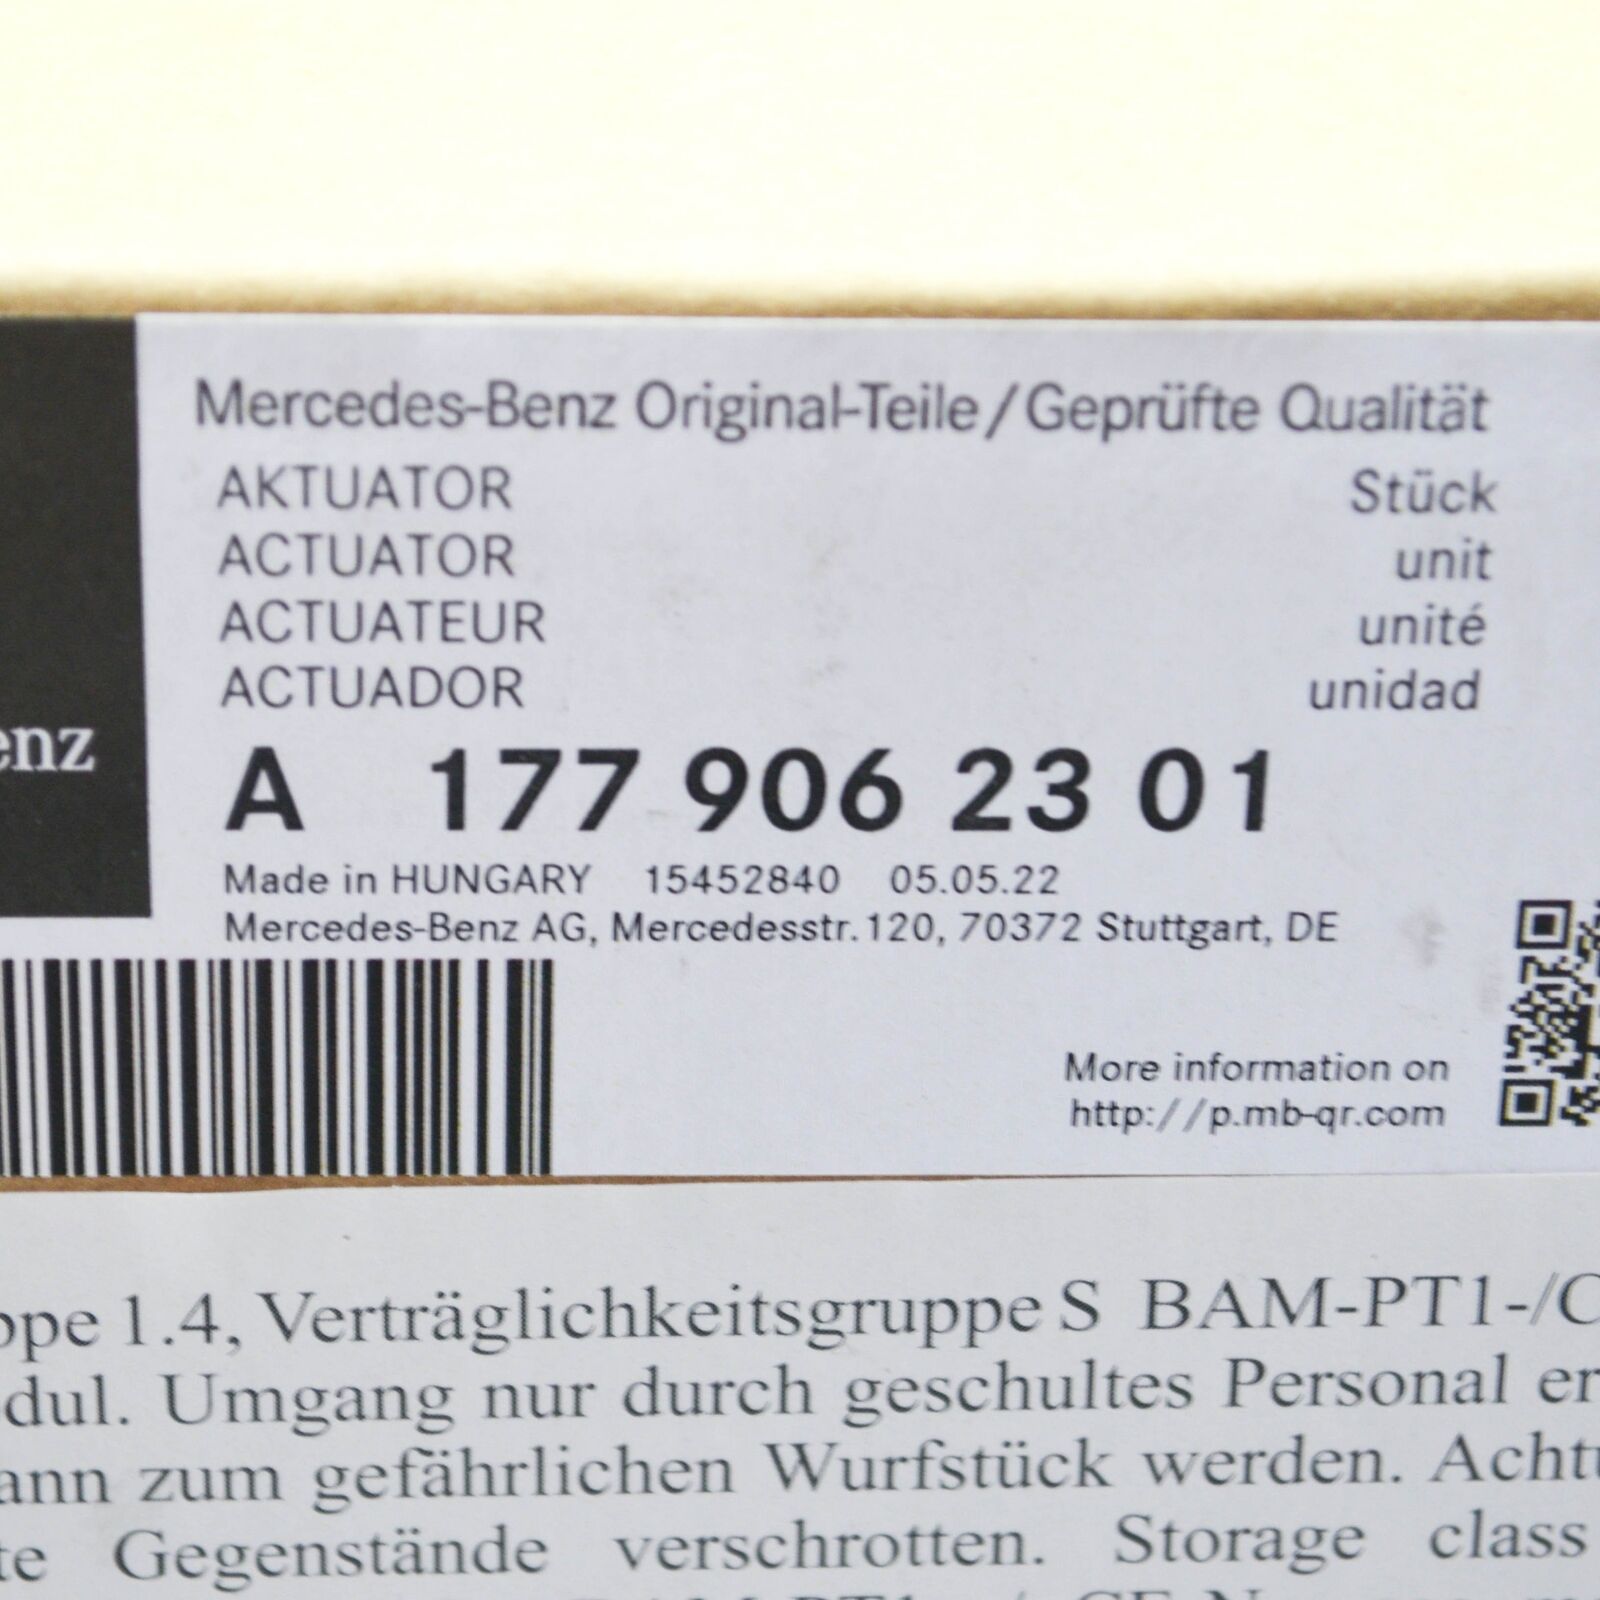 Mercedes-Benz Original-Teile/Geprüfte Qualität
AKTUATOR Stück
ACTUATOR unit
ACTUATEUR unité
ACTUADOR unidad
enz
A 177 906 23 01
Made in HUNGARY 15452840 05.05.22
Mercedes-Benz AG, Mercedesstr.120, 70372 Stuttgart, DE
More information on
http://p.mb-qr.com
ppe 1.4, Verträglichkeitsgruppe S BAM-PT1-/C
dul. Umgang nur durch geschultes Personal er
ann zum gefährlichen Wurfstück werden. Acht
te Gegenstände verschrotten. Storage class